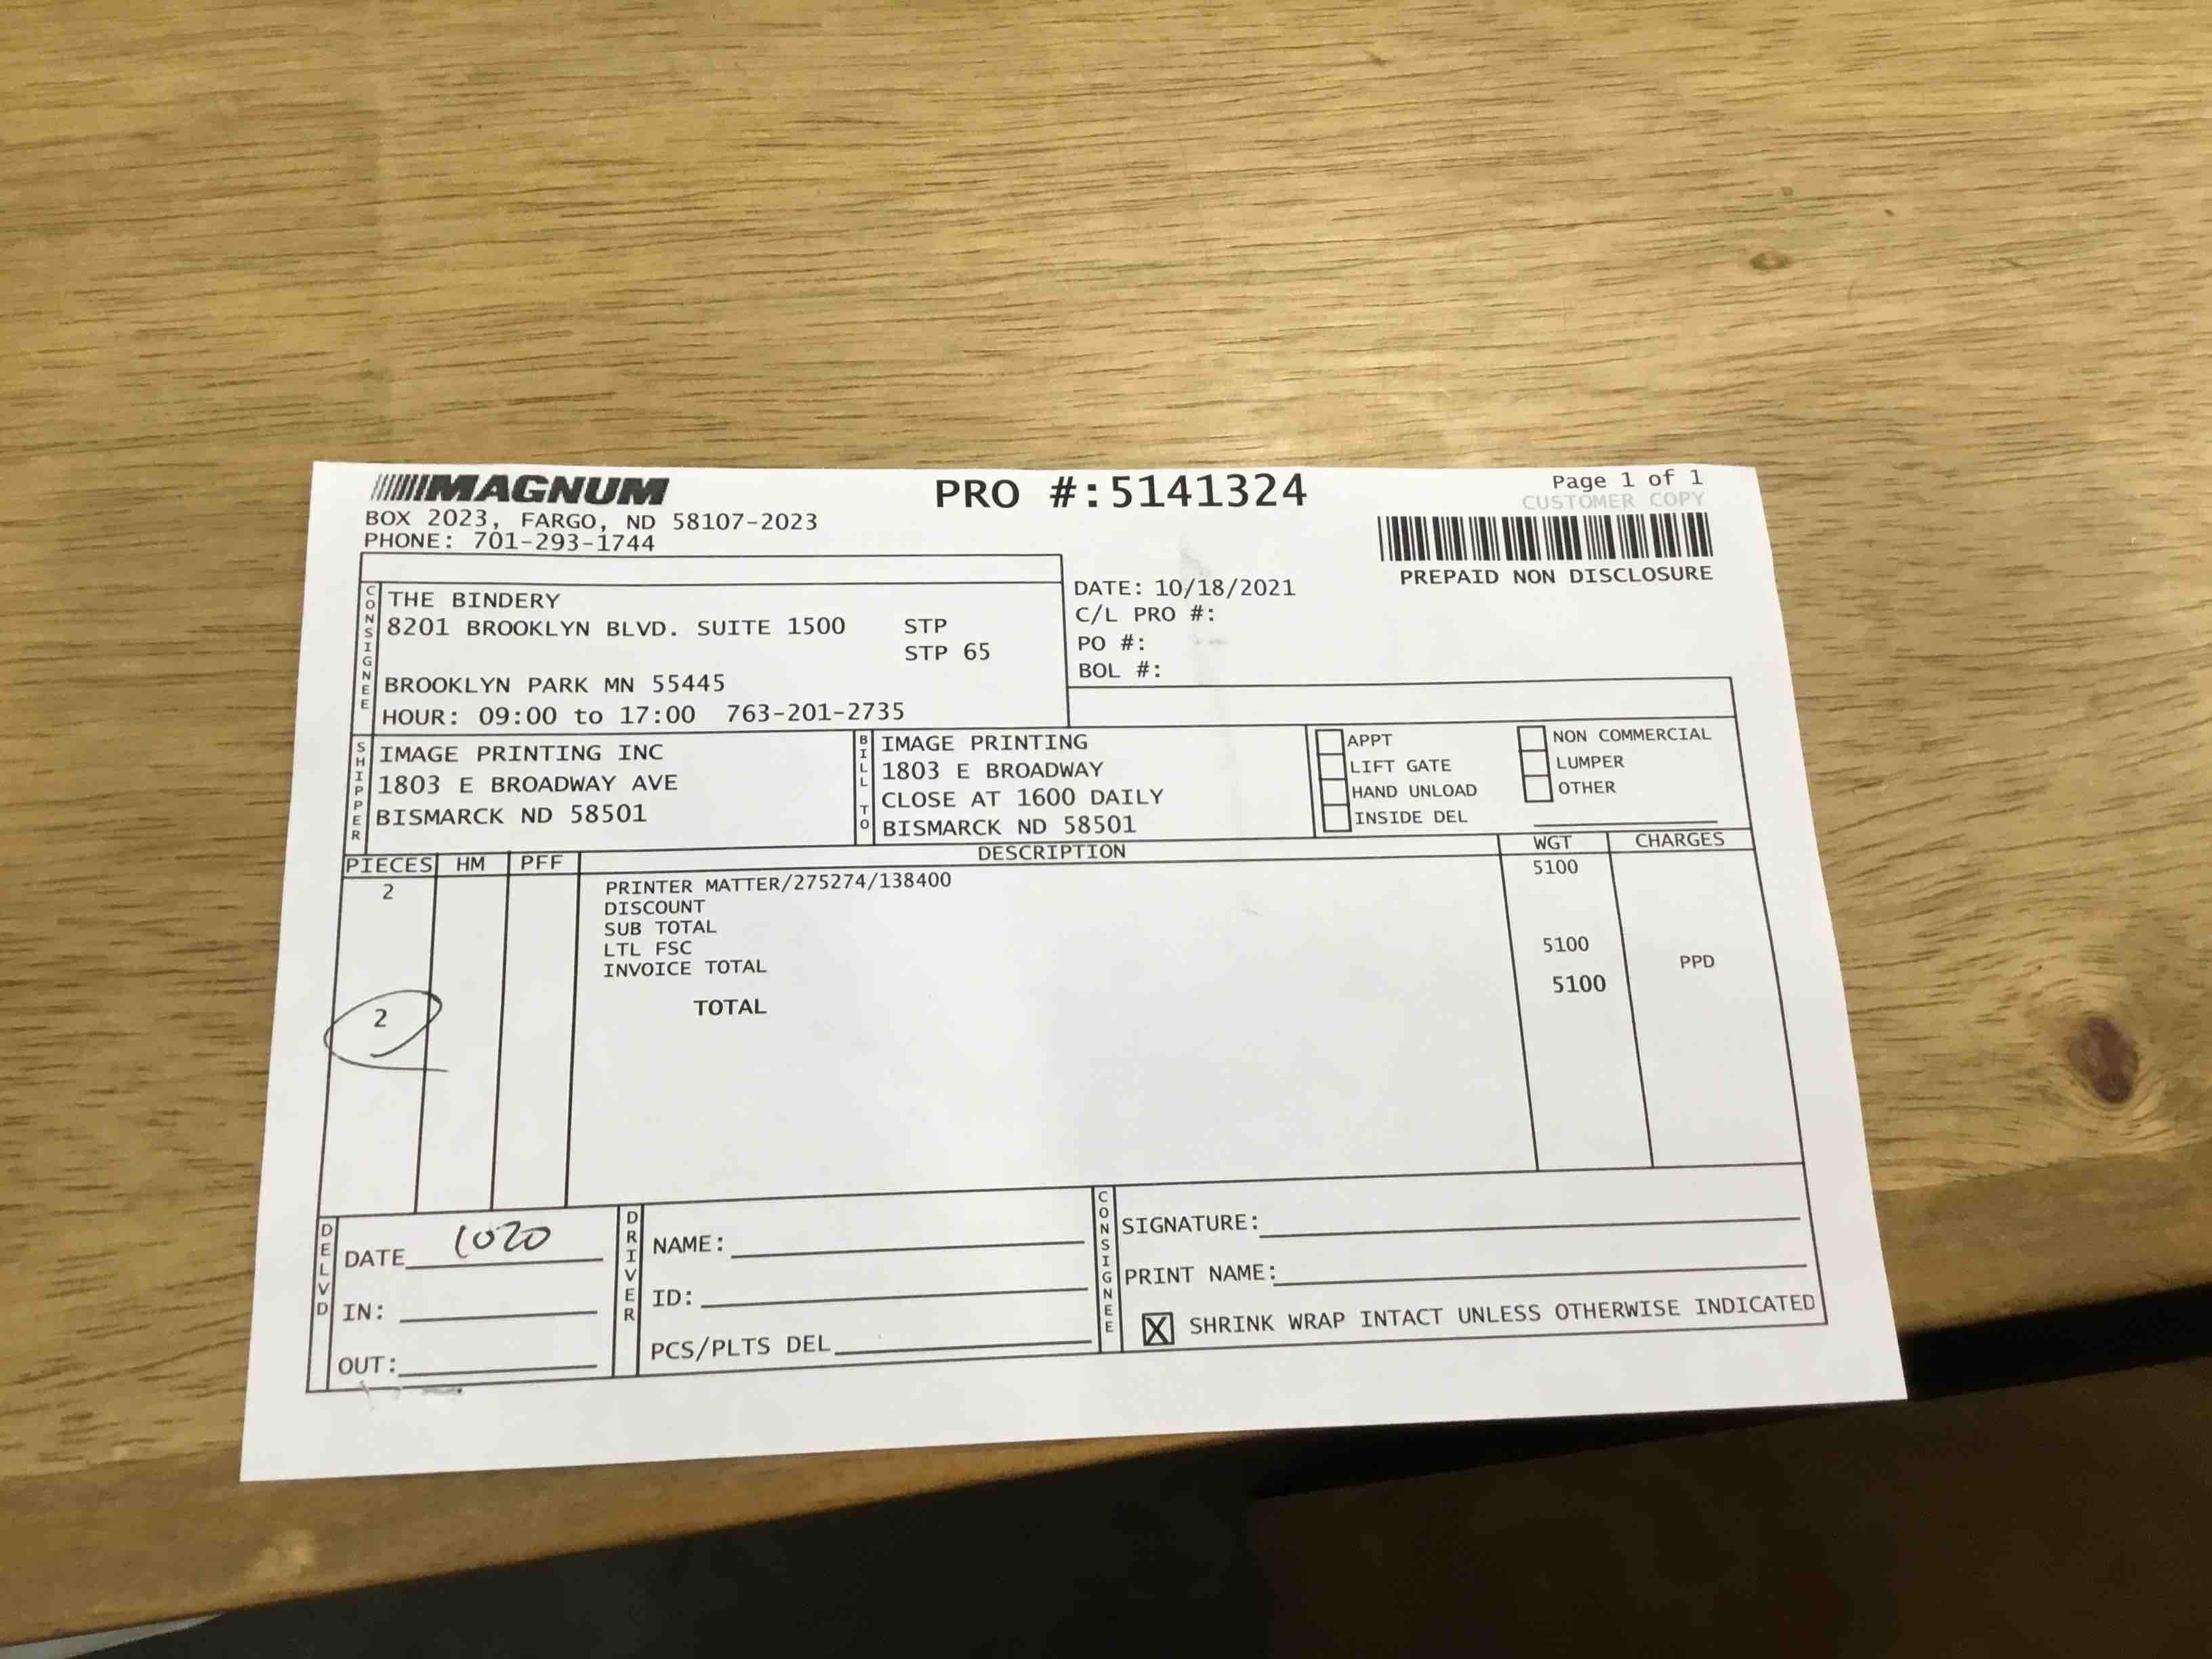 MAGNUM
BOX 2023, FARGO, ND 58107-2023
PHONE: 701-293-1744
PRO #:5141324
Page 1 of 1
CUSTOMER COPY
PREPAID NON DISCLOSURE
CONSIGNEE
THE BINDERY
8201 BROOKLYN BLVD. SUITE 1500 STP
STP 65
BROOKLYN PARK MN 55445
HOUR: 09:00 to 17:00 763-201-2735
DATE: 10/18/2021
C/L PRO #:
PO #:
BOL #:
SHIPPER
IMAGE PRINTING INC
1803 E BROADWAY AVE
BISMARCK ND 58501
BILL TO
IMAGE PRINTING
1803 E BROADWAY
CLOSE AT 1600 DAILY
BISMARCK ND 58501
APPT
LIFT GATE
HAND UNLOAD
INSIDE DEL
NON COMMERCIAL
LUMPER
OTHER
PIECES HM PFF DESCRIPTION WGT CHARGES
2 PRINTER MATTER/275274/138400 5100
DISCOUNT
SUB TOTAL
LTL FSC 5100
INVOICE TOTAL PPD
2 TOTAL 5100
DELVD
DATE 1020
IN:
OUT:
DRIVER
NAME:
ID:
PCS/PLTS DEL
CONSIGNEE
SIGNATURE:
PRINT NAME:
X SHRINK WRAP INTACT UNLESS OTHERWISE INDICATED